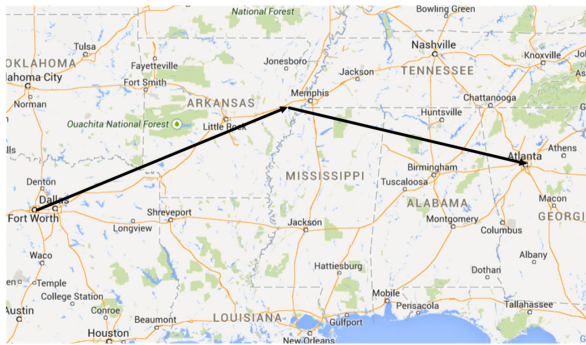 National Forest
Bowling Green
OKLAHOMA
Tulsa
Nashville
Knoxville
Fayetteville
Jonesboro
lahoma City
Jackson
TENNESSEE
Fort Smith
Memphis
Chattanooga
Norman
ARKANSAS
Huntsville
Ouachita National Forest
Little Rock
Atlanta
Athens
Birmingham
Denton
MISSISSIPPI
Tuscaloosa
Dallas
ALABAMA
Macon
Fort Worth
Shreveport
Jackson
Montgomery
GEORGI
Longview
Columbus
Waco
Hattiesburg
Albany
Temple
Dothan
College Station
Mobile
Austin
Conroe
Pensacola
Tallahassee
Beaumont
LOUISIANA
Gulfport
Houston
New Orleans